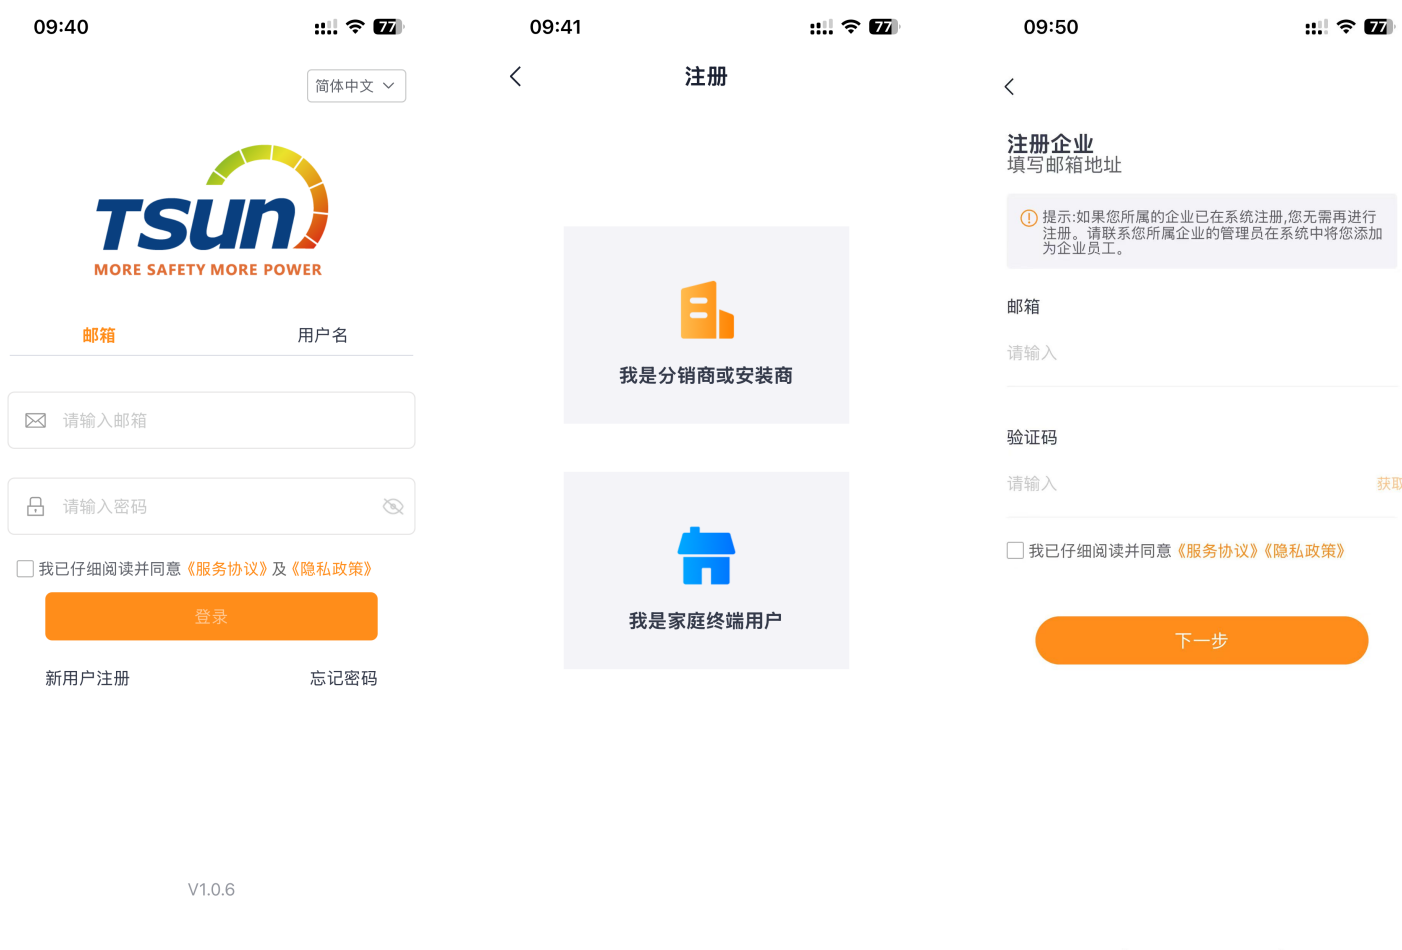 09:40
77
简体中文
TSUN
MORE SAFETY MORE POWER
邮箱
用户名
请输入邮箱
请输入密码
我已仔细阅读并同意《服务协议》及《隐私政策》
登录
新用户注册
忘记密码
V1.0.6
09:41
77
注册
我是分销商或安装商
我是家庭终端用户
09:50
77
注册企业
填写邮箱地址
提示:如果您所属的企业已在系统注册,您无需再进行
注册。请联系您所属企业的管理员在系统中将您添加
为企业员工。
邮箱
请输入
验证码
请输入
获取
我已仔细阅读并同意《服务协议》《隐私政策》
下一步